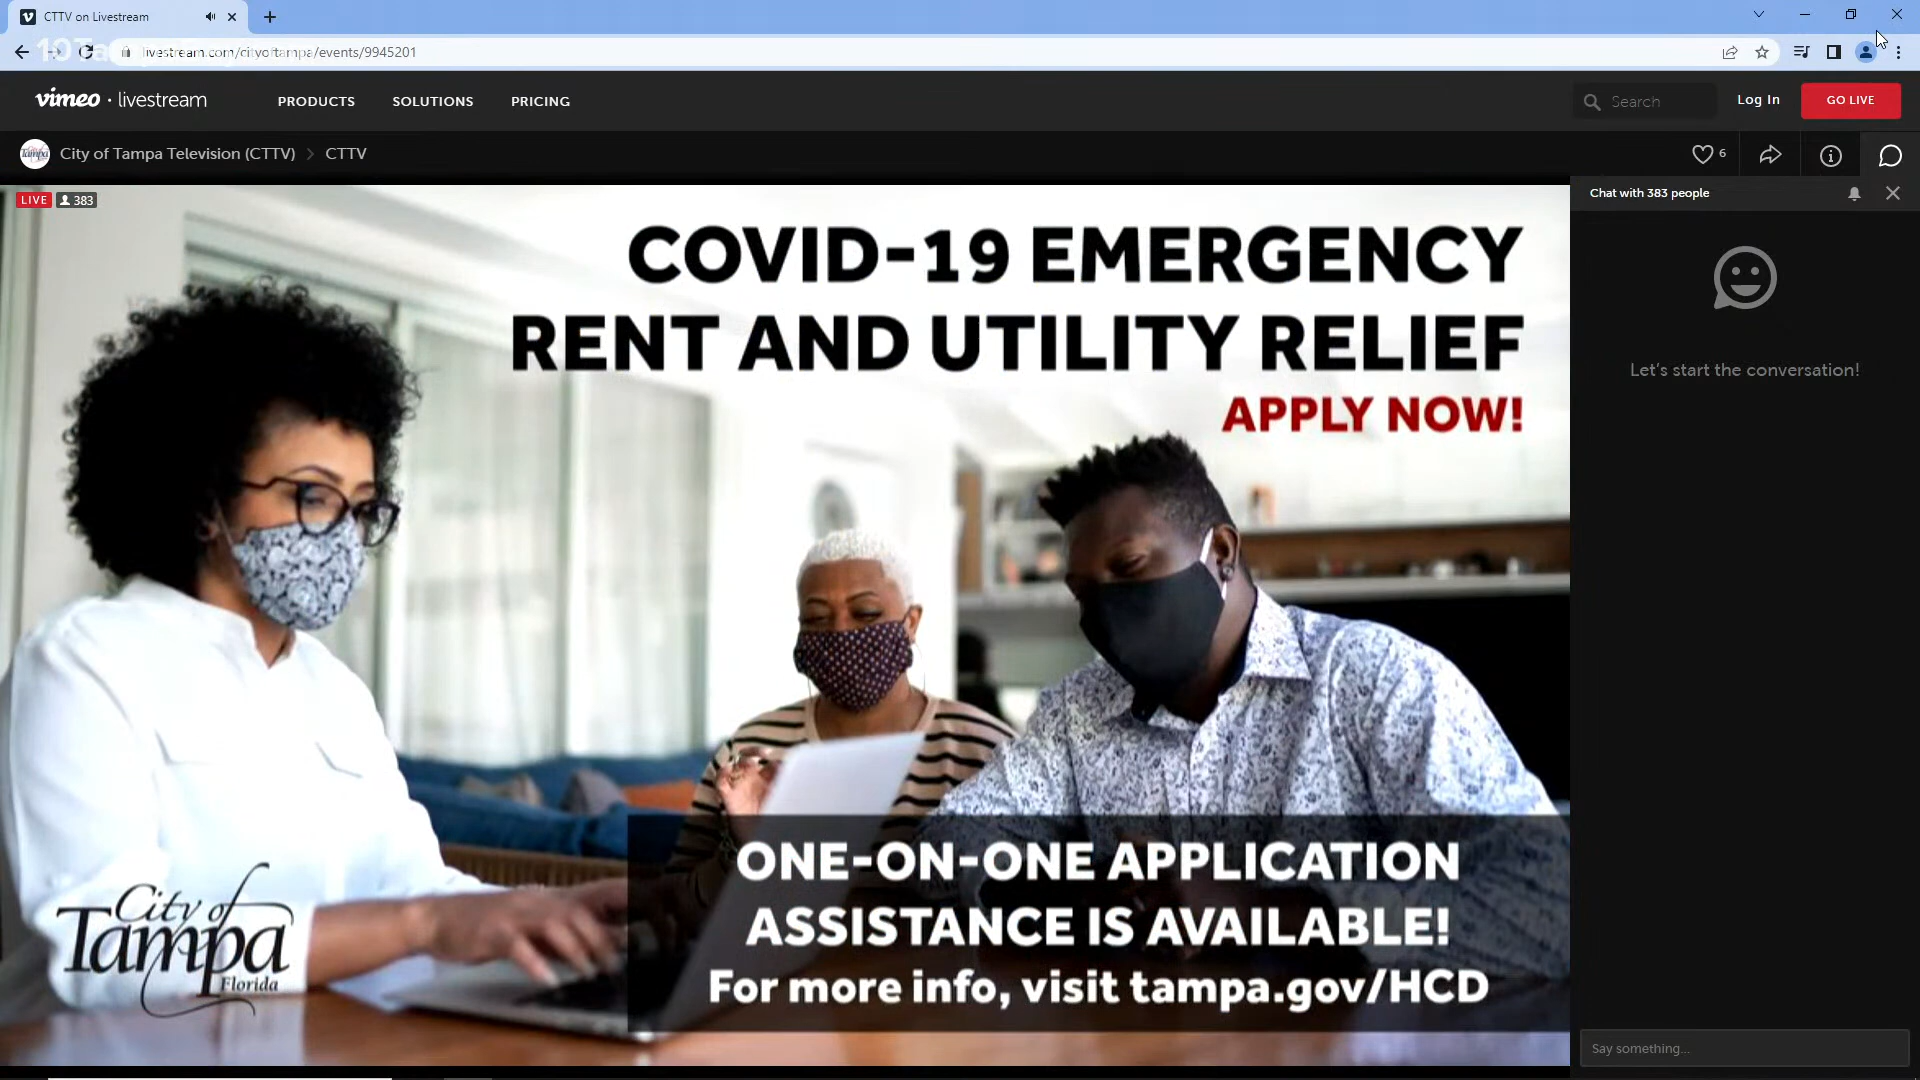 CTTV on Livestream
10Ta
livestream.com/cityoftampa/events/9945201
vimeo · livestream
PRODUCTS
SOLUTIONS
PRICING
Search
Log In
GO LIVE
Tampa
City of Tampa Television (CTTV) > CTTV
6
LIVE
383
Chat with 383 people
COVID-19 EMERGENCY
RENT AND UTILITY RELIEF
APPLY NOW!
Let's start the conversation!
ONE-ON-ONE APPLICATION
ASSISTANCE IS AVAILABLE!
For more info, visit tampa.gov/HCD
City of
Tampa
Florida
Say something...